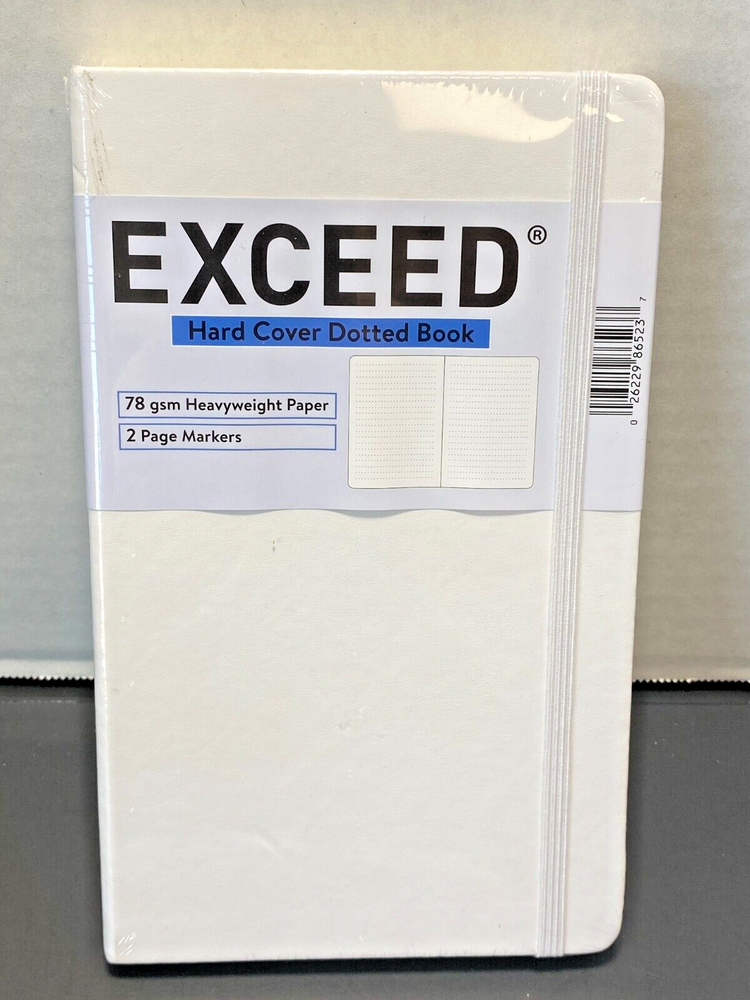 EXCEED®
Hard Cover Dotted Book
78 gsm Heavyweight Paper
2 Page Markers
0 26229 86523 7